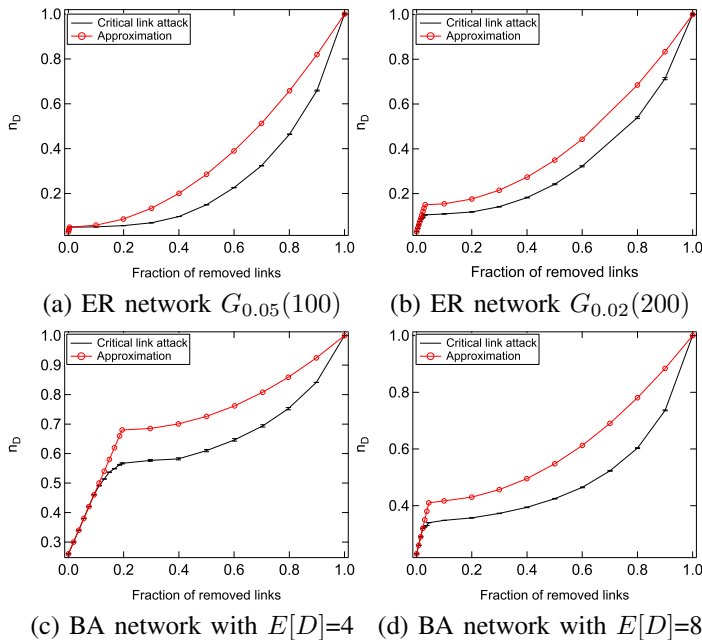 Critical link attack
Approximation
1.0
0.8
0.6
0.4
0.2
n_D
0.0 0.2 0.4 0.6 0.8 1.0
Fraction of removed links
(a) ER network G_{0.05}(100)
Critical link attack
Approximation
1.0
0.8
0.6
0.4
0.2
n_D
0.0 0.2 0.4 0.6 0.8 1.0
Fraction of removed links
(b) ER network G_{0.02}(200)
Critical link attack
Approximation
1.0
0.9
0.8
0.7
0.6
0.5
0.4
0.3
n_D
0.0 0.2 0.4 0.6 0.8 1.0
Fraction of removed links
(c) BA network with E[D]=4
Critical link attack
Approximation
1.0
0.8
0.6
0.4
n_D
0.0 0.2 0.4 0.6 0.8 1.0
Fraction of removed links
(d) BA network with E[D]=8